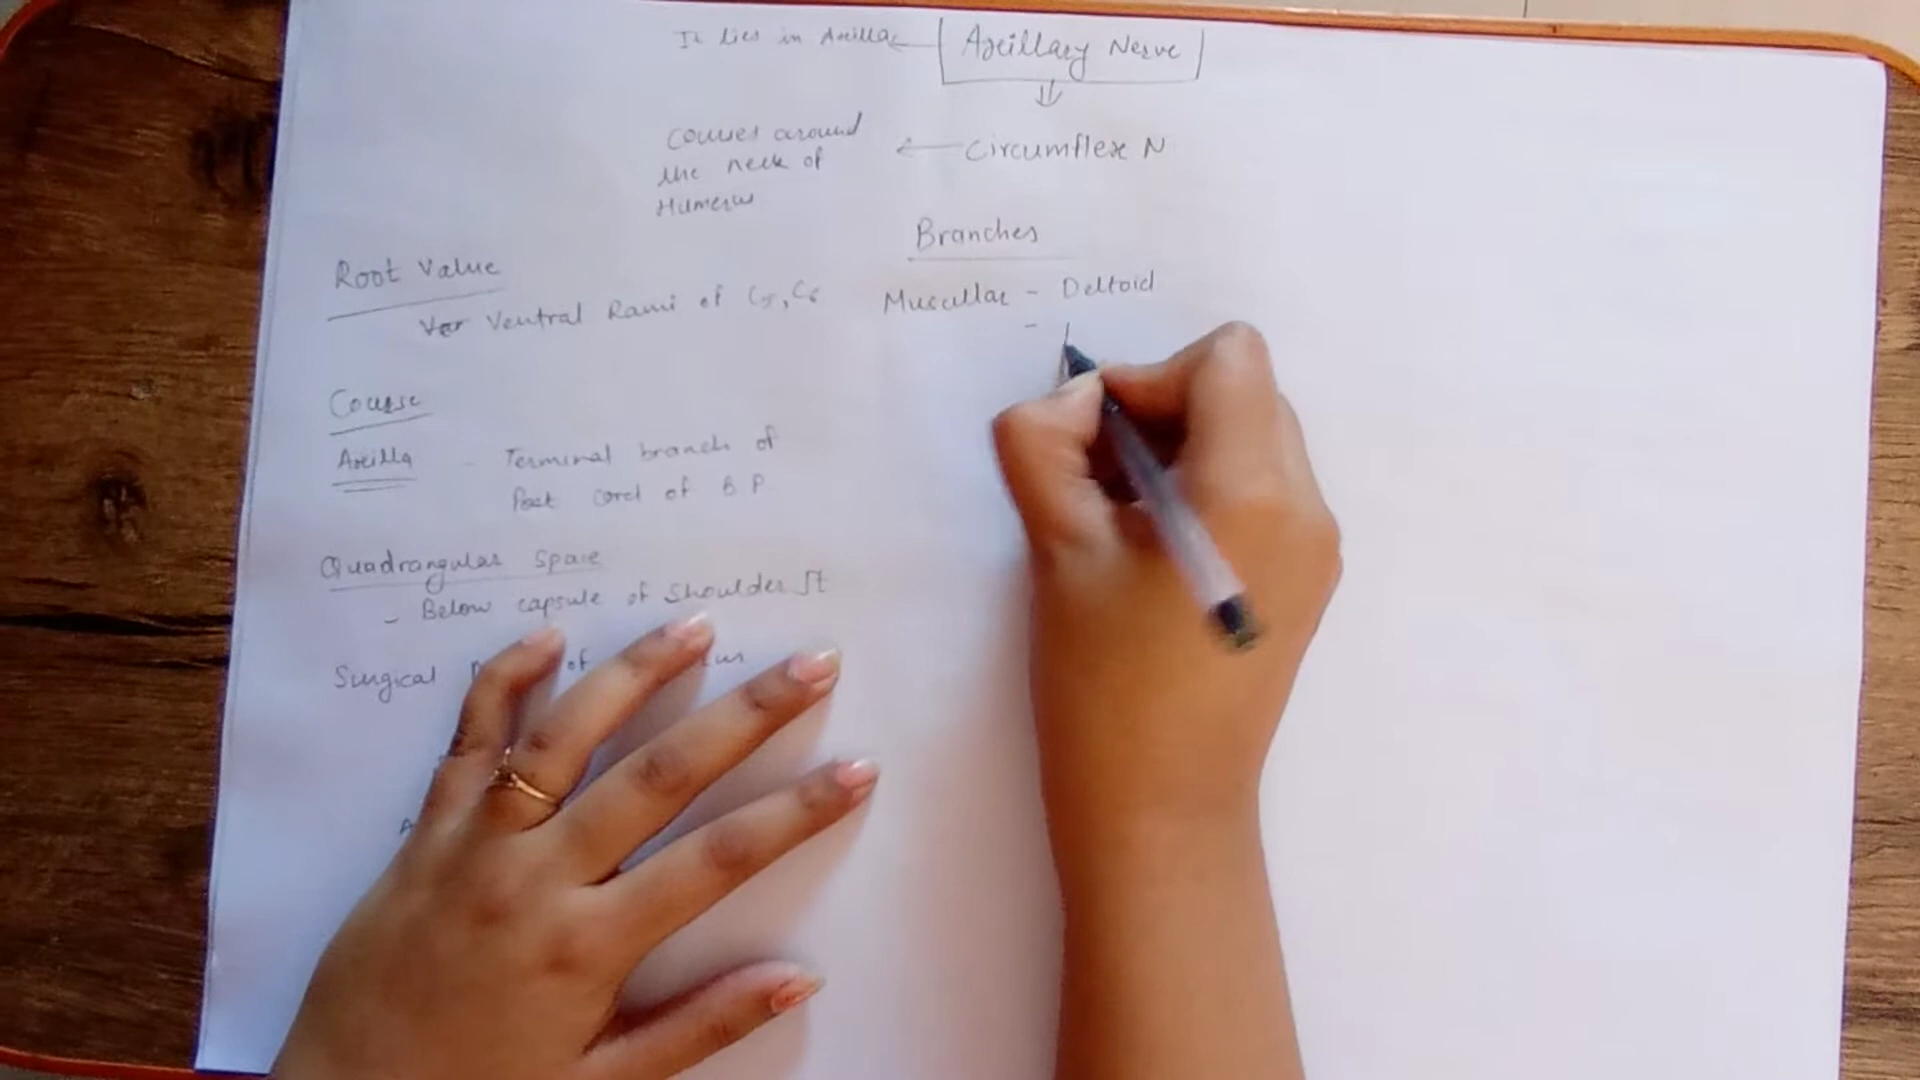 It lies in Axilla
Axillary Nerve
Circumflex N
Courses around
the neck of
Humerus
Root Value
Ventral Rami of C5, C6
Course
Axilla - Terminal branch of
Post Cord of B P
Quadrangular Space
- Below capsule of Shoulder Jt
Surgical of
Branches
Muscular - Deltoid
-